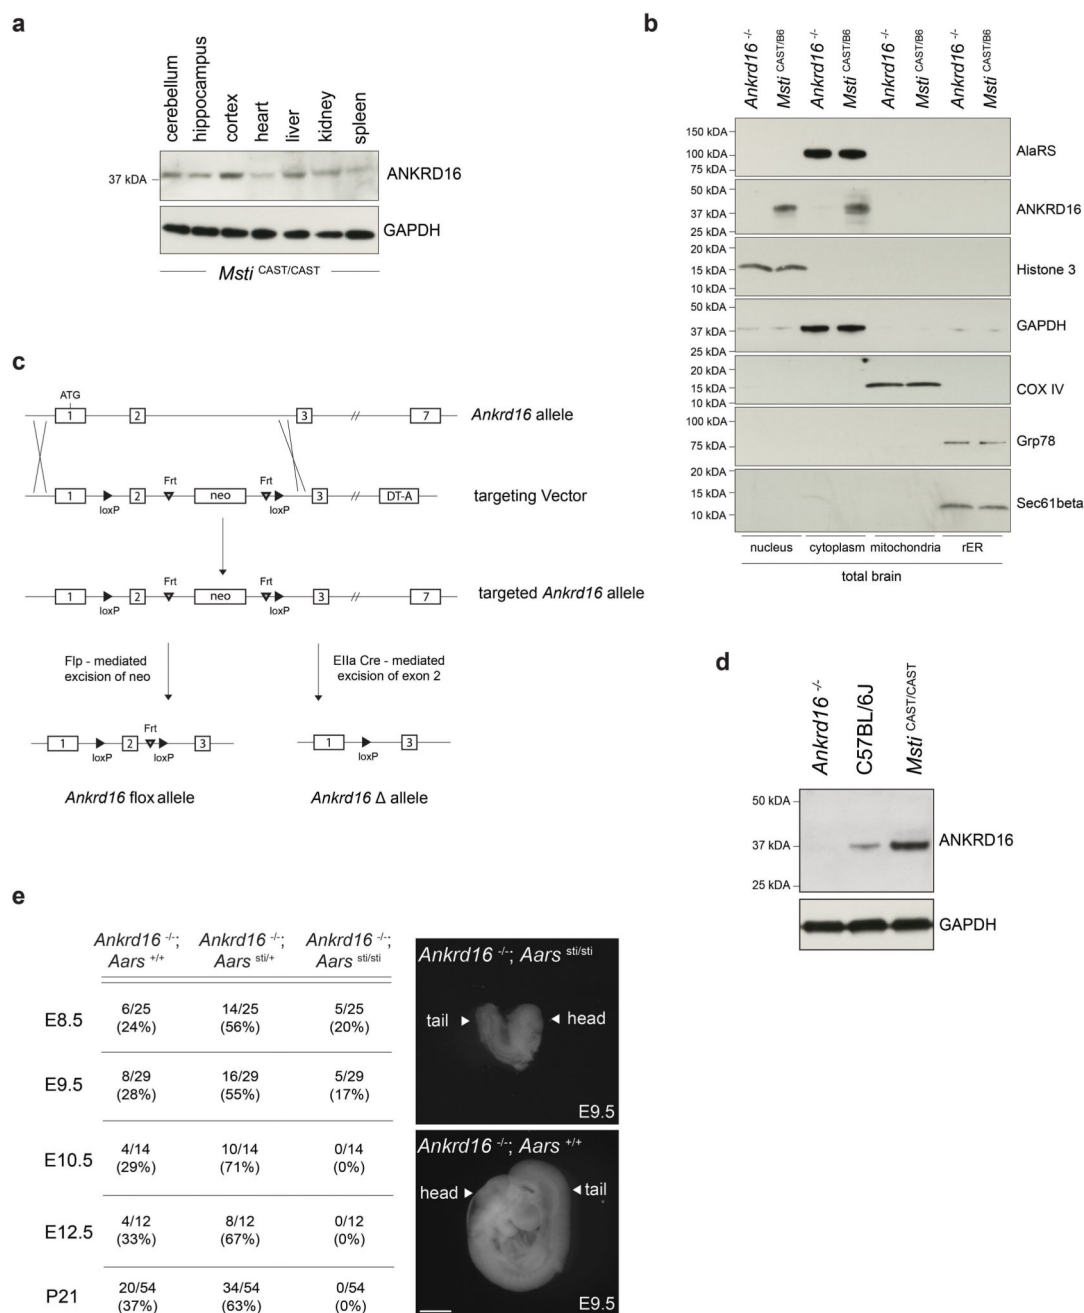 a
cerebellum
hippocampus
cortex
heart
liver
kidney
spleen
37 kDA
ANKRD16
GAPDH
Msti CAST/CAST
b
Ankrd16 -/-
Msti CAST/B6
Ankrd16 -/-
Msti CAST/B6
Ankrd16 -/-
Msti CAST/B6
Ankrd16 -/-
Msti CAST/B6
150 kDA
100 kDA
75 kDA
AlaRS
50 kDA
37 kDA
25 kDA
ANKRD16
20 kDA
15 kDA
10 kDA
Histone 3
50 kDA
37 kDA
25 kDA
GAPDH
20 kDA
15 kDA
10 kDA
COX IV
100 kDA
75 kDA
Grp78
20 kDA
15 kDA
10 kDA
Sec61beta
nucleus cytoplasm mitochondria rER
total brain
c
ATG
1 2 3 // 7 Ankrd16 allele
Frt Frt
1 2 neo 3 // DT-A targeting Vector
loxP loxP
Frt Frt
1 2 neo 3 // 7 targeted Ankrd16 allele
loxP loxP
Flp - mediated
excision of neo
EIIa Cre - mediated
excision of exon 2
Frt
1 2 3
loxP loxP
Ankrd16 flox allele
1 3
loxP
Ankrd16 Δ allele
d
Ankrd16 -/-
C57BL/6J
Msti CAST/CAST
50 kDA
37 kDA
25 kDA
ANKRD16
GAPDH
e
Ankrd16 -/-; Ankrd16 -/-; Ankrd16 -/-;
Aars +/+ Aars sti/+ Aars sti/sti
E8.5 6/25 14/25 5/25
(24%) (56%) (20%)
E9.5 8/29 16/29 5/29
(28%) (55%) (17%)
E10.5 4/14 10/14 0/14
(29%) (71%) (0%)
E12.5 4/12 8/12 0/12
(33%) (67%) (0%)
P21 20/54 34/54 0/54
(37%) (63%) (0%)
Ankrd16 -/-; Aars sti/sti
tail head
E9.5
Ankrd16 -/-; Aars +/+
head tail
E9.5